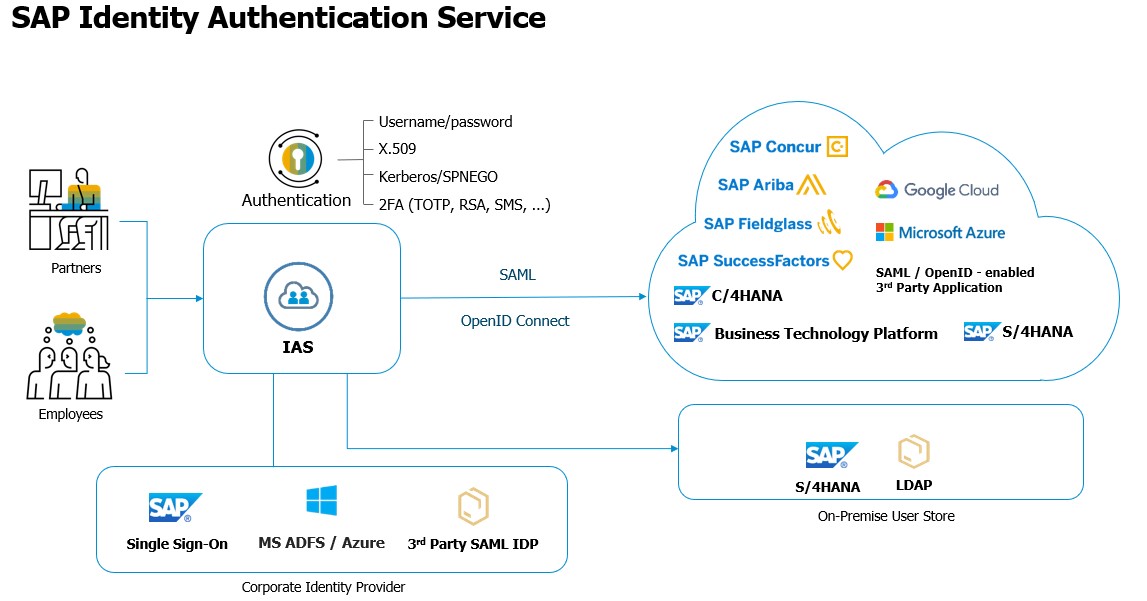 SAP Identity Authentication Service
Username/password
X.509
Kerberos/SPNEGO
2FA (TOTP, RSA, SMS, ...)
Authentication
Partners
Employees
IAS
SAML
OpenID Connect
SAP Concur
SAP Ariba
SAP Fieldglass
SAP SuccessFactors
SAP® C/4HANA
SAP® Business Technology Platform
Google Cloud
Microsoft Azure
SAML / OpenID - enabled
3rd Party Application
SAP® S/4HANA
SAP®
S/4HANA
LDAP
On-Premise User Store
SAP®
Single Sign-On
MS ADFS / Azure
3rd Party SAML IDP
Corporate Identity Provider